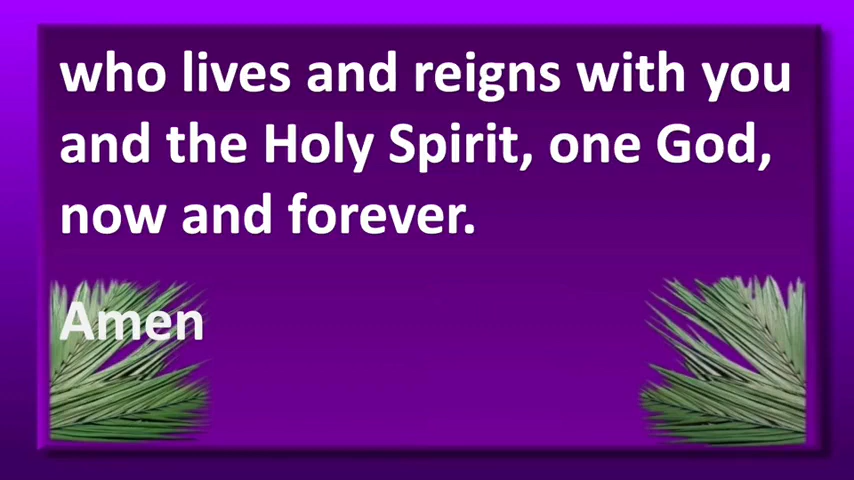 who lives and reigns with you
and the Holy Spirit, one God,
now and forever.
Amen